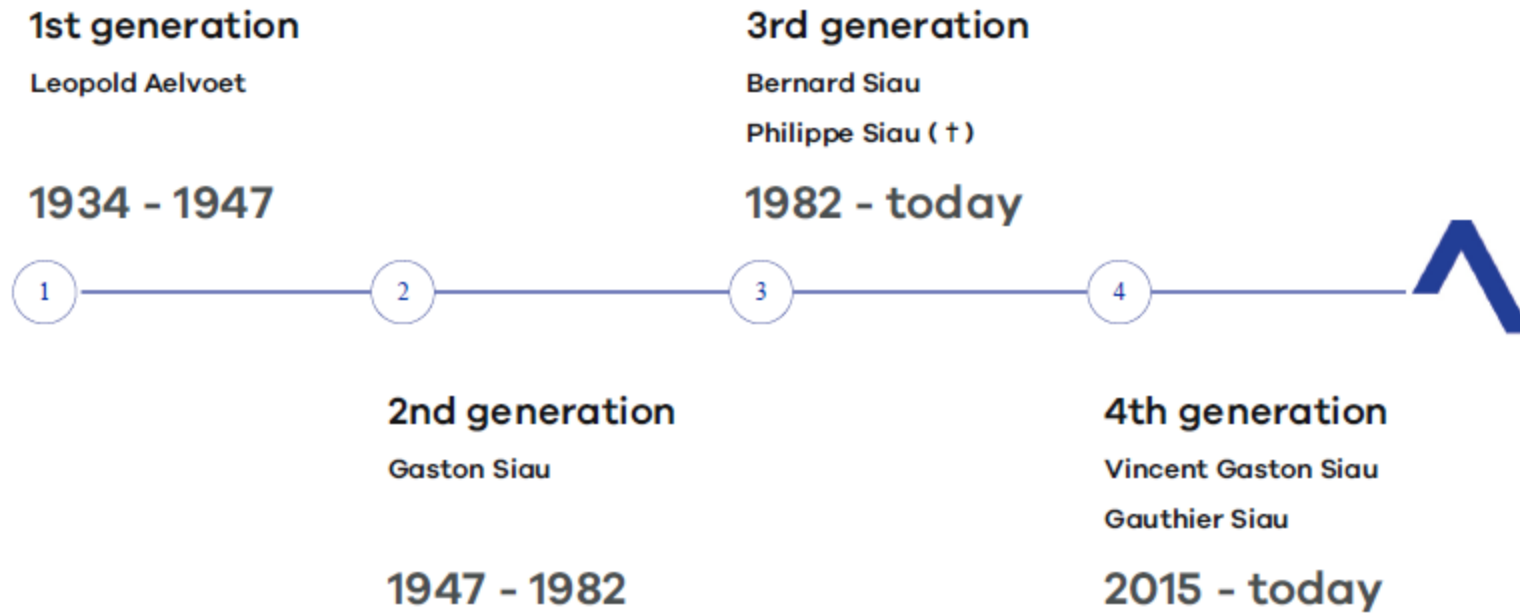 1st generation
Leopold Aelvoet
1934 - 1947
3rd generation
Bernard Siau
Philippe Siau ( † )
1982 - today
1
2
3
4
2nd generation
Gaston Siau
1947 - 1982
4th generation
Vincent Gaston Siau
Gauthier Siau
2015 - today